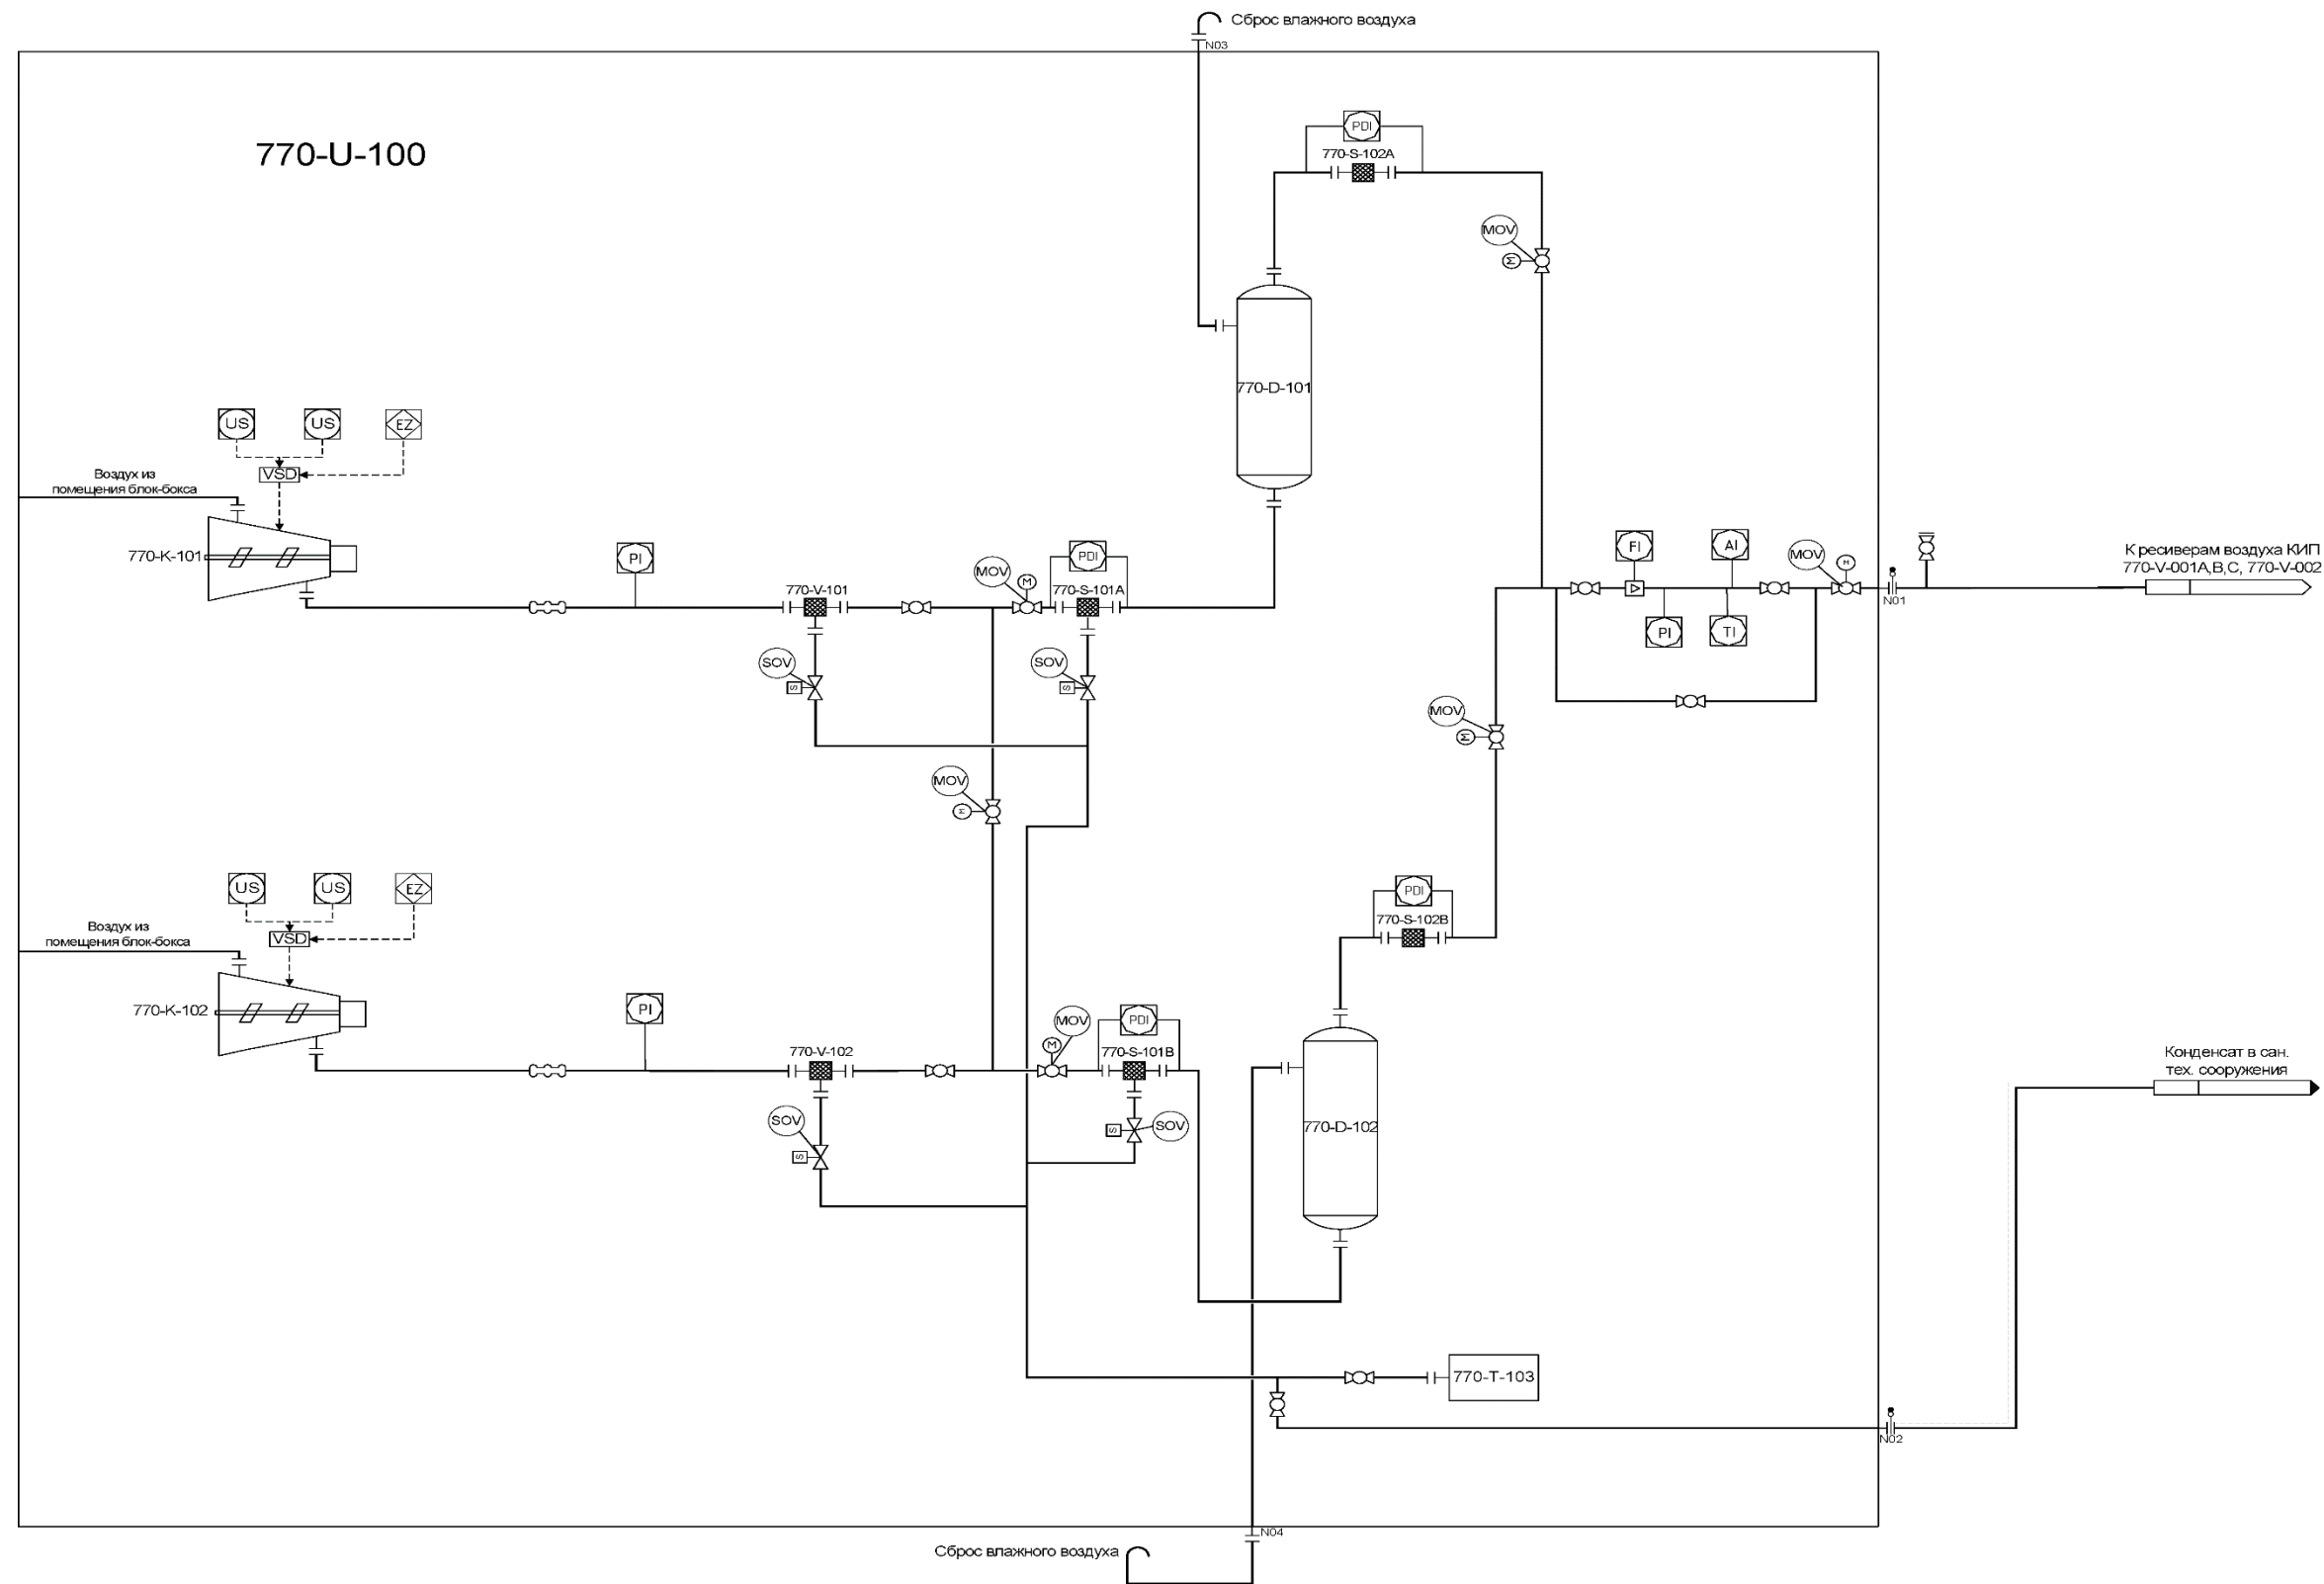 Сброс влажного воздуха
N03
770-U-100
PDI
770-S-102A
MOV
M
770-D-101
US
US
EZ
VSD
Воздух из
помещения блок-бокса
770-K-101
PI
770-V-101
MOV
M
PDI
770-S-101A
SOV
S
SOV
S
FI
AI
MOV
M
PI
TI
N01
К ресиверам воздуха КИП
770-V-001A,B,C, 770-V-002
MOV
M
MOV
M
US
US
EZ
VSD
Воздух из
помещения блок-бокса
770-K-102
PI
770-V-102
MOV
M
PDI
770-S-101B
SOV
S
SOV
S
PDI
770-S-102B
770-D-102
Конденсат в сан.
тех. сооружения
770-T-103
N02
N04
Сброс влажного воздуха